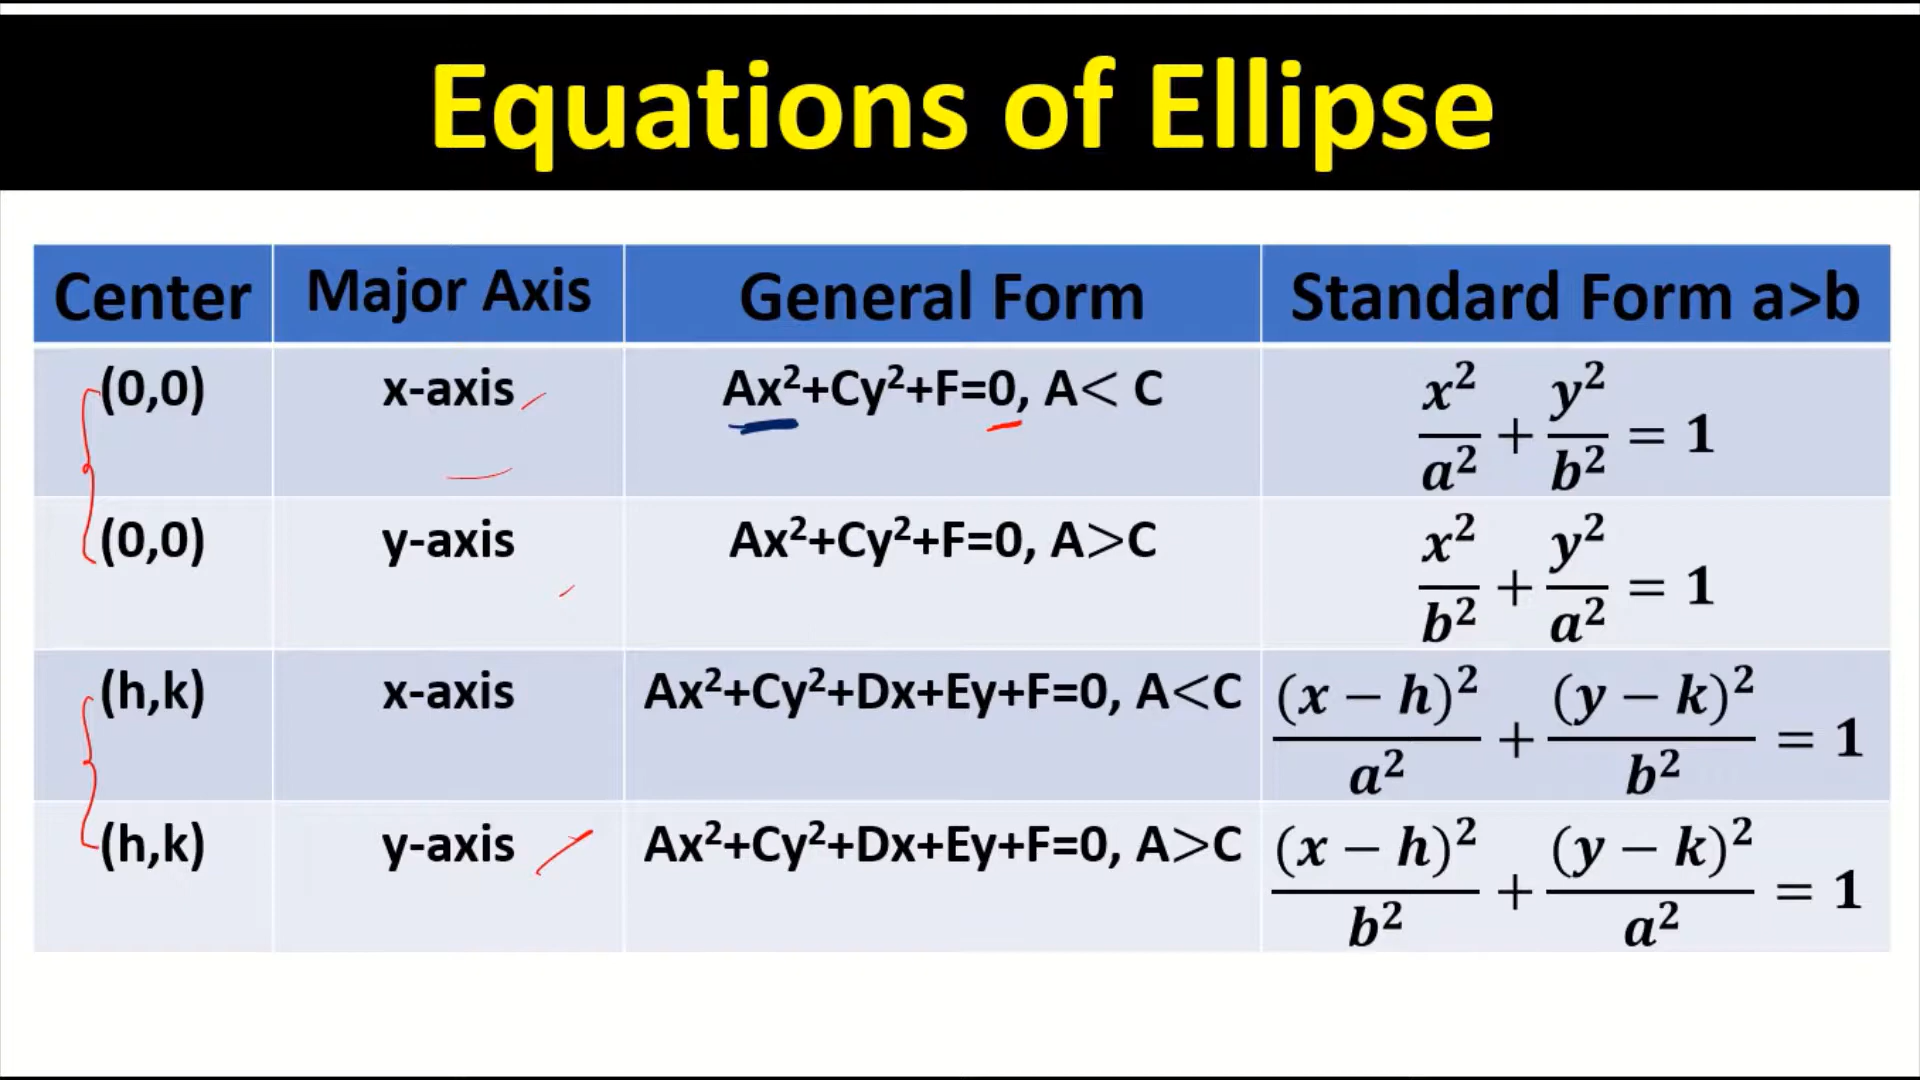 Equations of Ellipse
Center Major Axis General Form Standard Form a>b
(0,0) x-axis Ax²+Cy²+F=0, A< C x²/a² + y²/b² = 1
(0,0) y-axis Ax²+Cy²+F=0, A>C x²/b² + y²/a² = 1
(h,k) x-axis Ax²+Cy²+Dx+Ey+F=0, A<C (x − h)²/a² + (y − k)²/b² = 1
(h,k) y-axis Ax²+Cy²+Dx+Ey+F=0, A>C (x − h)²/b² + (y − k)²/a² = 1